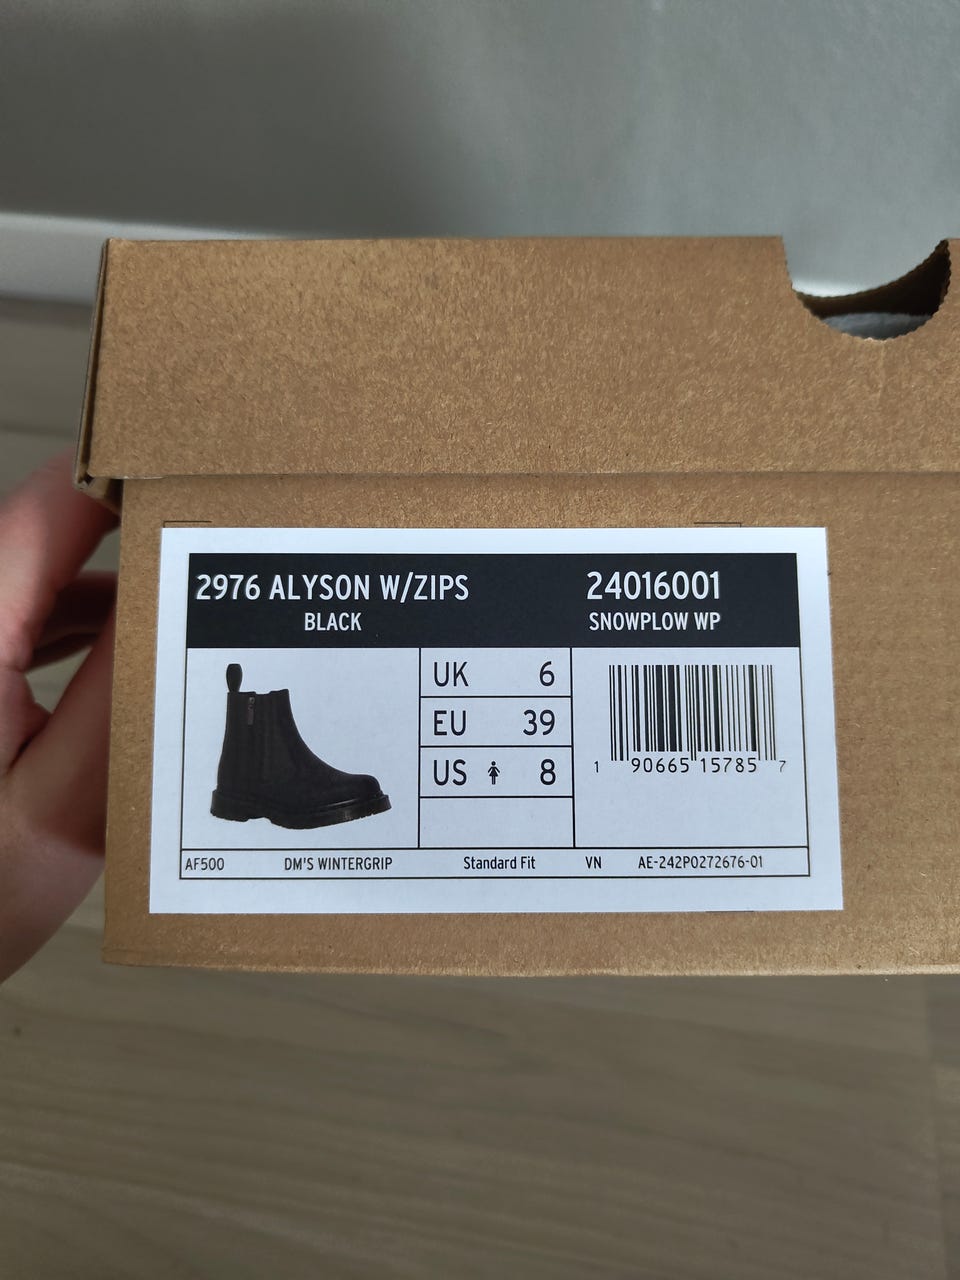 2976 ALYSON W/ZIPS
BLACK
24016001
SNOWPLOW WP
UK 6
EU 39
US 8
1 90665 15785 7
AF500 DM'S WINTERGRIP Standard Fit VN AE-242P0272676-01